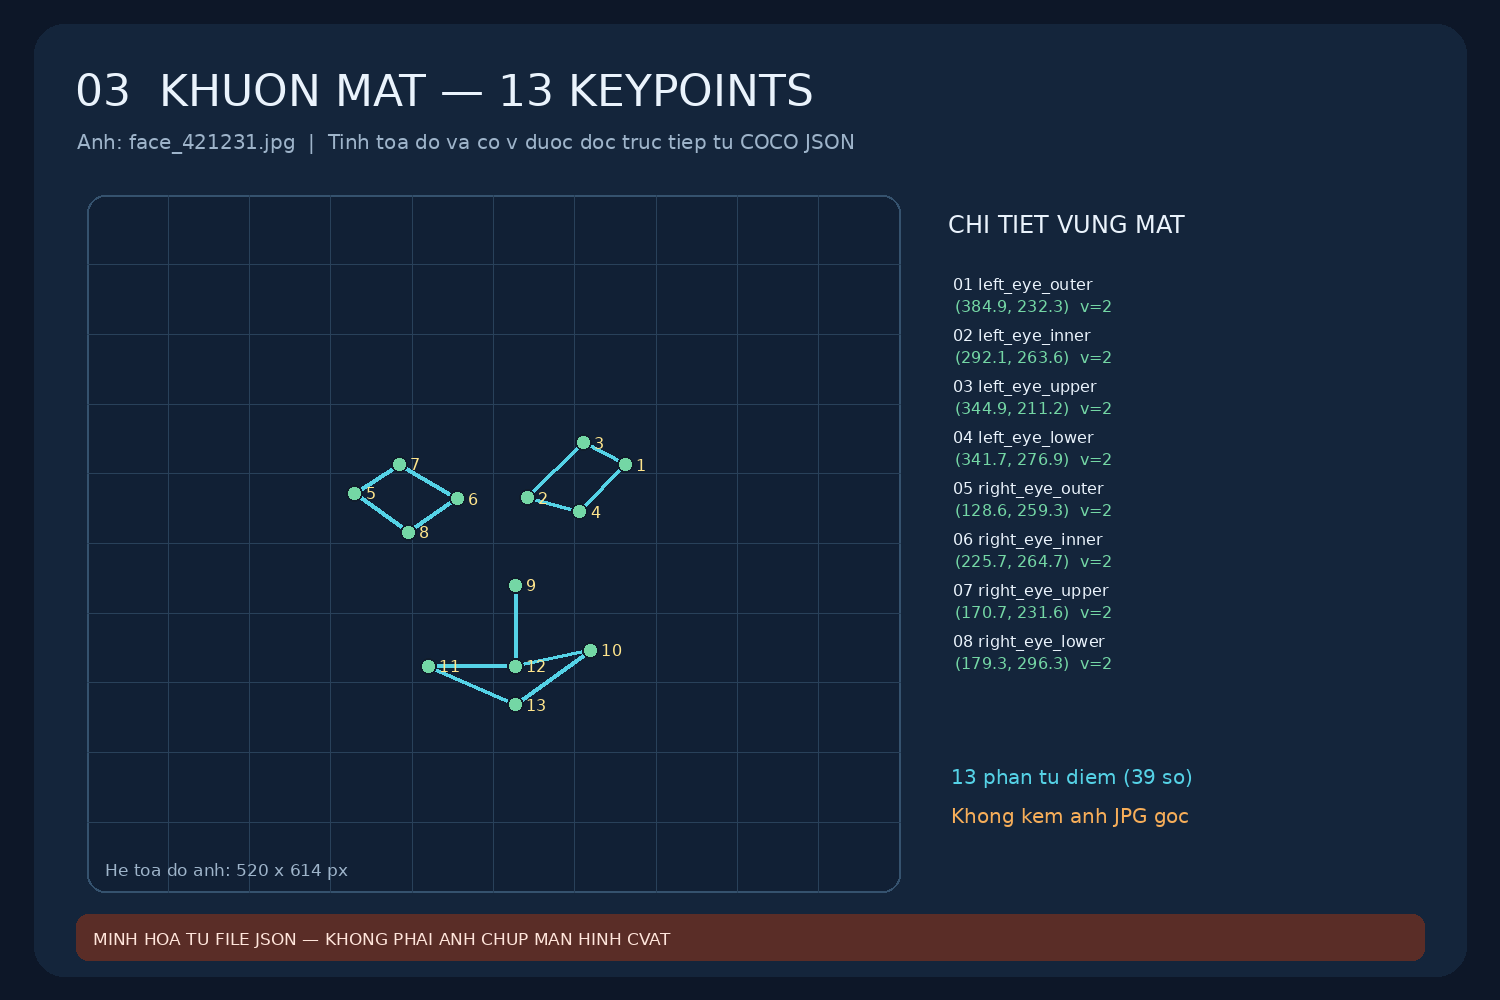 03  KHUON MAT — 13 KEYPOINTS
Anh: face_421231.jpg  |  Tinh toa do va co v duoc doc truc tiep tu COCO JSON
CHI TIET VUNG MAT
01 left_eye_outer
(384.9, 232.3)  v=2
02 left_eye_inner
(292.1, 263.6)  v=2
03 left_eye_upper
(344.9, 211.2)  v=2
04 left_eye_lower
(341.7, 276.9)  v=2
05 right_eye_outer
(128.6, 259.3)  v=2
06 right_eye_inner
(225.7, 264.7)  v=2
07 right_eye_upper
(170.7, 231.6)  v=2
08 right_eye_lower
(179.3, 296.3)  v=2
3
7
1
5
2
6
4
8
9
10
11
12
13
13 phan tu diem (39 so)
Khong kem anh JPG goc
He toa do anh: 520 x 614 px
MINH HOA TU FILE JSON — KHONG PHAI ANH CHUP MAN HINH CVAT